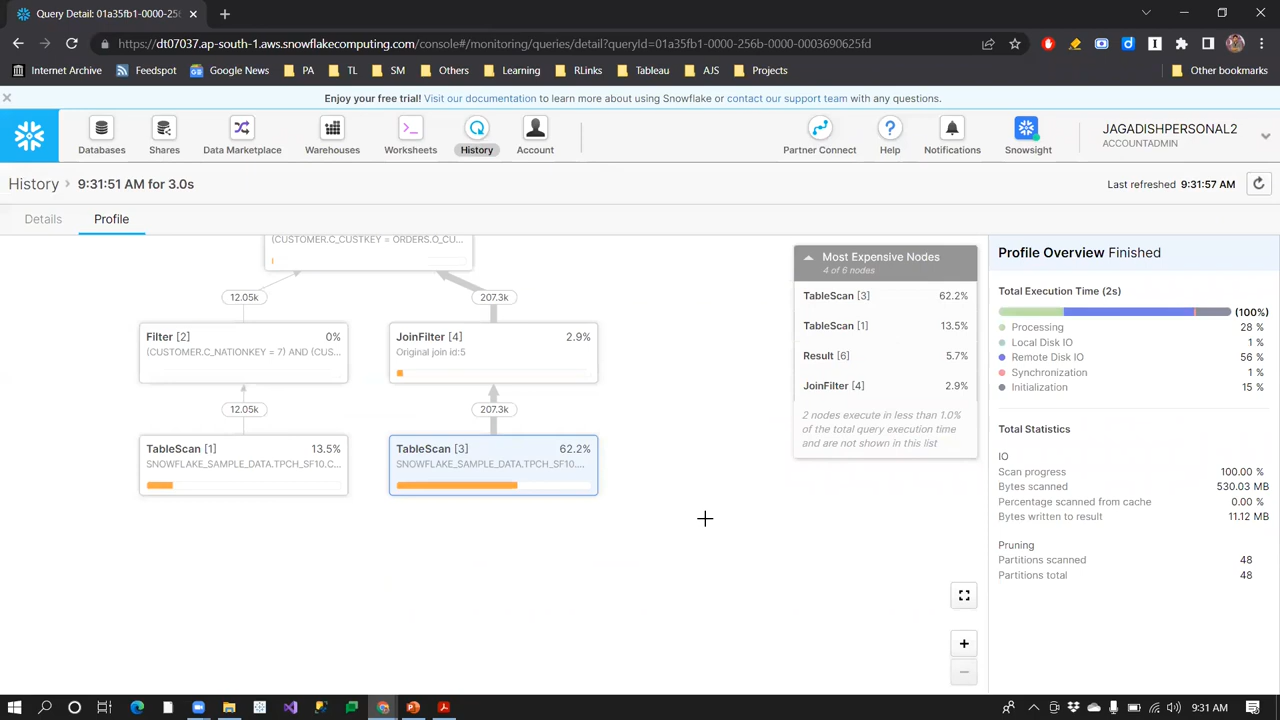 Query Detail: 01a35fb1-0000-256
https://dt07037.ap-south-1.aws.snowflakecomputing.com/console#/monitoring/queries/detail?queryId=01a35fb1-0000-256b-0000-0003690625fd
Internet Archive Feedspot Google News PA TL SM Others Learning RLinks Tableau AJS Projects Other bookmarks
Enjoy your free trial! Visit our documentation to learn more about using Snowflake or contact our support team with any questions.
Databases Shares Data Marketplace Warehouses Worksheets History Account Partner Connect Help Notifications Snowsight
JAGADISHPERSONAL2
ACCOUNTADMIN
History 9:31:51 AM for 3.0s
Last refreshed 9:31:57 AM
Details Profile
(CUSTOMER.C_CUSTKEY = ORDERS.O_CU...
12.05k 207.3k
Filter [2] 0%
(CUSTOMER.C_NATIONKEY = 7) AND (CUS...
JoinFilter [4] 2.9%
Original join id:5
12.05k 207.3k
TableScan [1] 13.5%
SNOWFLAKE_SAMPLE_DATA.TPCH_SF10.C...
TableScan [3] 62.2%
SNOWFLAKE_SAMPLE_DATA.TPCH_SF10....
Most Expensive Nodes
4 of 6 nodes
TableScan [3] 62.2%
TableScan [1] 13.5%
Result [6] 5.7%
JoinFilter [4] 2.9%
2 nodes execute in less than 1.0%
of the total query execution time
and are not shown in this list
Profile Overview Finished
Total Execution Time (2s)
(100%)
Processing 28 %
Local Disk IO 1 %
Remote Disk IO 56 %
Synchronization 1 %
Initialization 15 %
Total Statistics
IO
Scan progress 100.00 %
Bytes scanned 530.03 MB
Percentage scanned from cache 0.00 %
Bytes written to result 11.12 MB
Pruning
Partitions scanned 48
Partitions total 48
9:31 AM